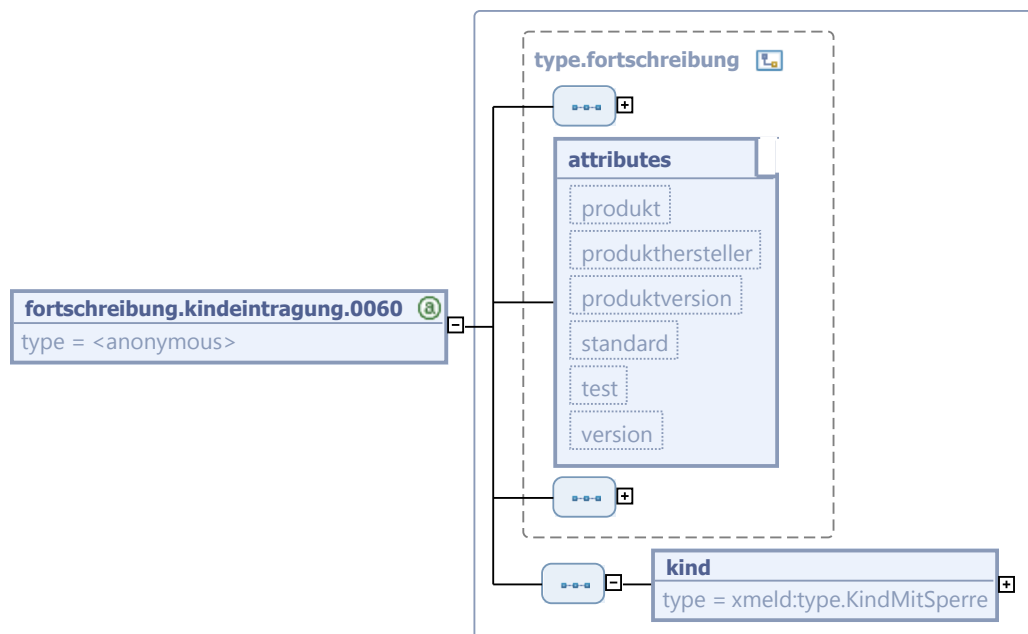 type.fortschreibung
attributes
produkt
produkthersteller
produktversion
standard
test
version
fortschreibung.kindeintragung.0060 a
type = <anonymous>
kind
type = xmeld:type.KindMitSperre